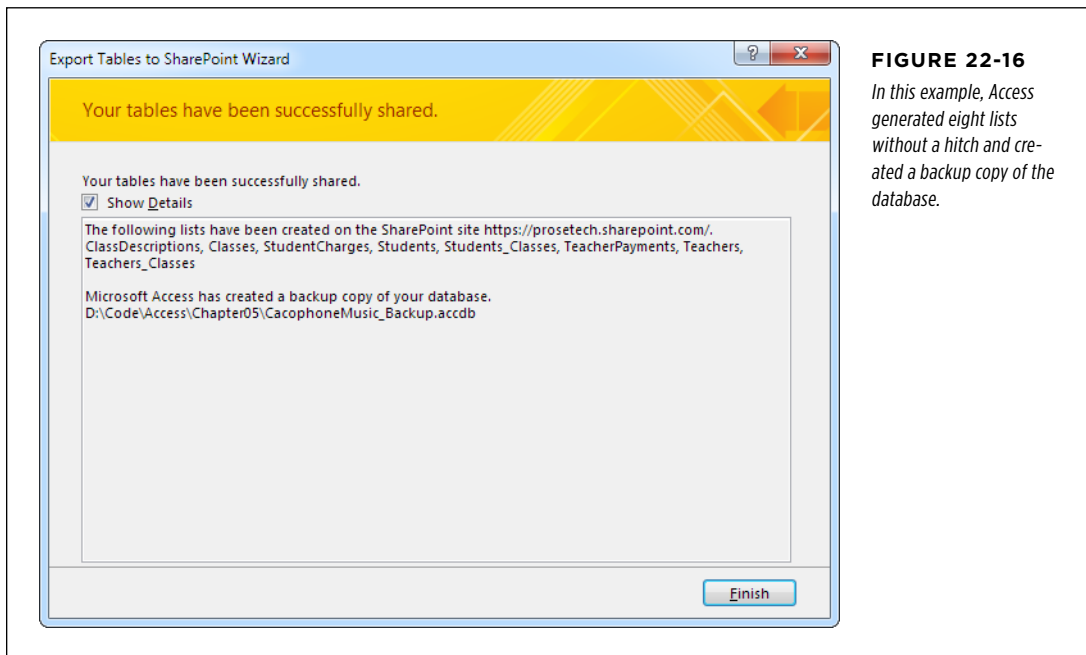 Export Tables to SharePoint Wizard
?
Your tables have been successfully shared.
Your tables have been successfully shared.
Show Details
The following lists have been created on the SharePoint site https://prosetech.sharepoint.com/.
ClassDescriptions, Classes, StudentCharges, Students, Students_Classes, TeacherPayments, Teachers,
Teachers_Classes
Microsoft Access has created a backup copy of your database.
D:\Code\Access\Chapter05\CacophoneMusic_Backup.accdb
Finish
FIGURE 22-16
In this example, Access
generated eight lists
without a hitch and cre-
ated a backup copy of the
database.